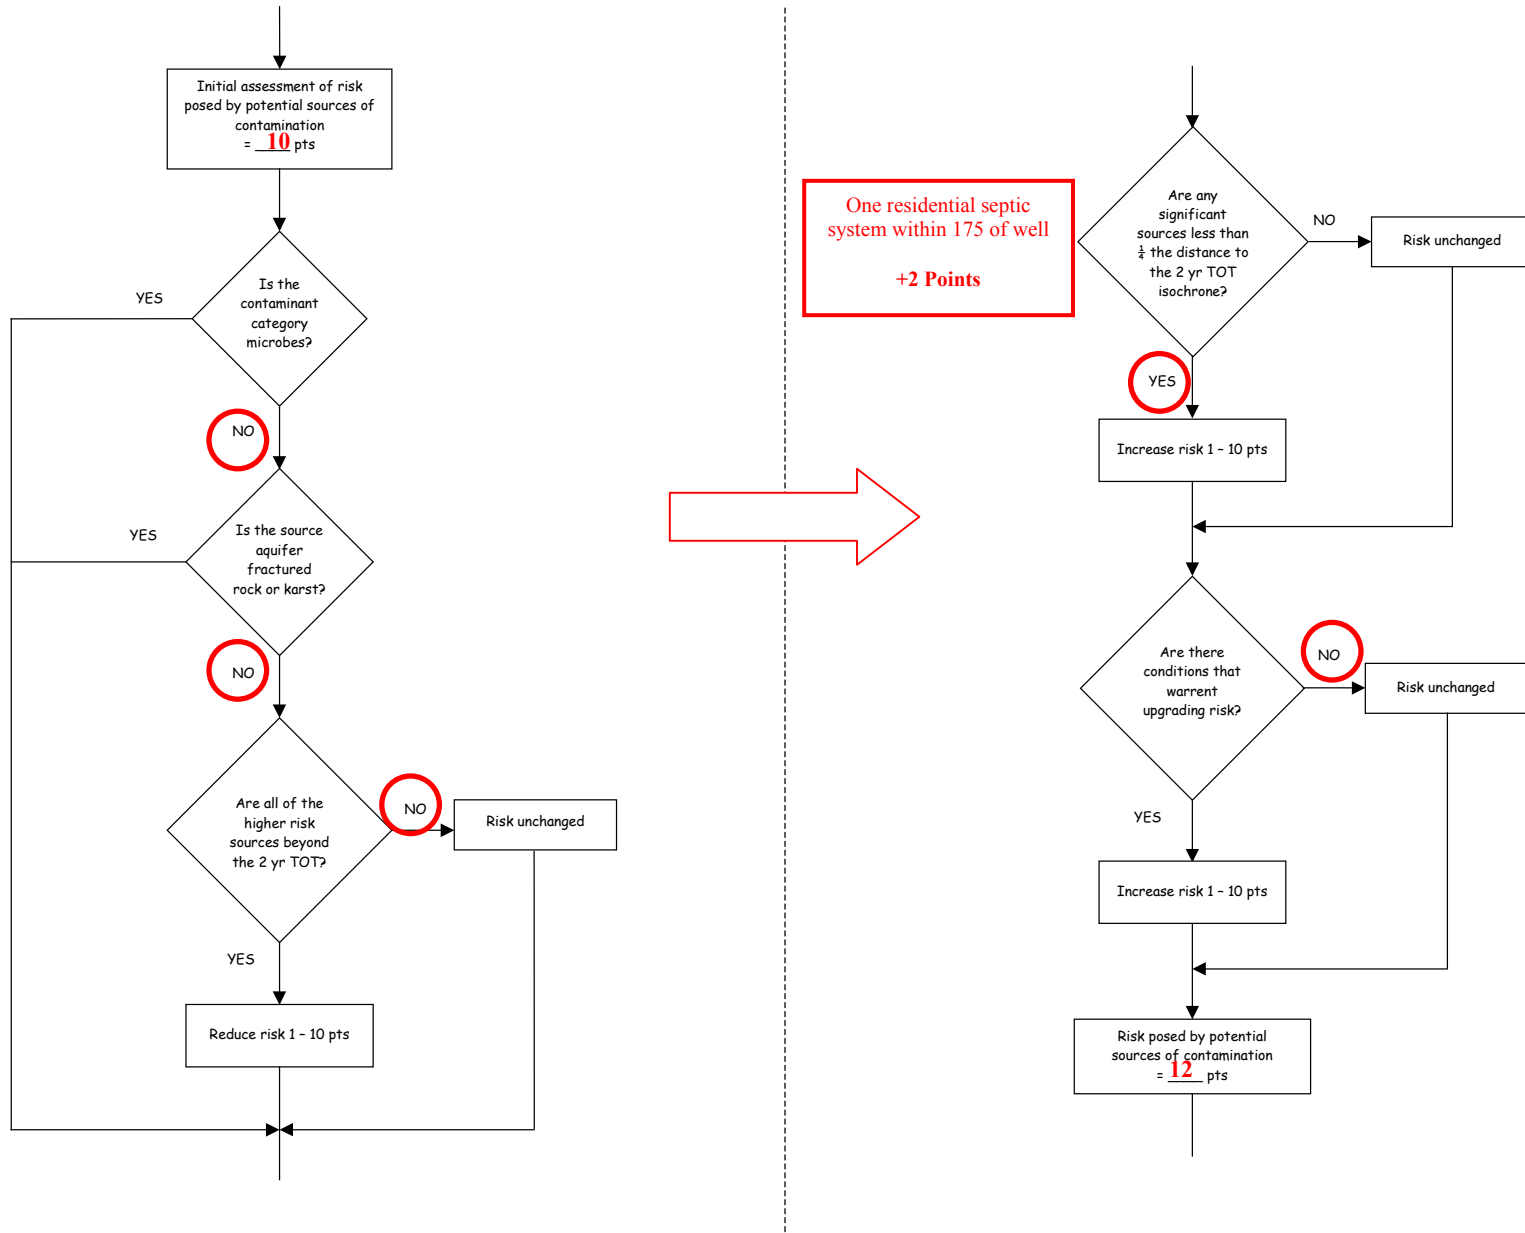 Initial assessment of risk
posed by potential sources of
contamination
= 10 pts
Is the
contaminant
category
microbes?
YES
NO
Is the source
aquifer
fractured
rock or karst?
YES
NO
Are all of the
higher risk
sources beyond
the 2 yr TOT?
NO
Risk unchanged
YES
Reduce risk 1 – 10 pts
One residential septic
system within 175 of well
+2 Points
Are any
significant
sources less than
¼ the distance to
the 2 yr TOT
isochrone?
NO
Risk unchanged
YES
Increase risk 1 – 10 pts
Are there
conditions that
warrent
upgrading risk?
NO
Risk unchanged
YES
Increase risk 1 – 10 pts
Risk posed by potential
sources of contamination
= 12 pts